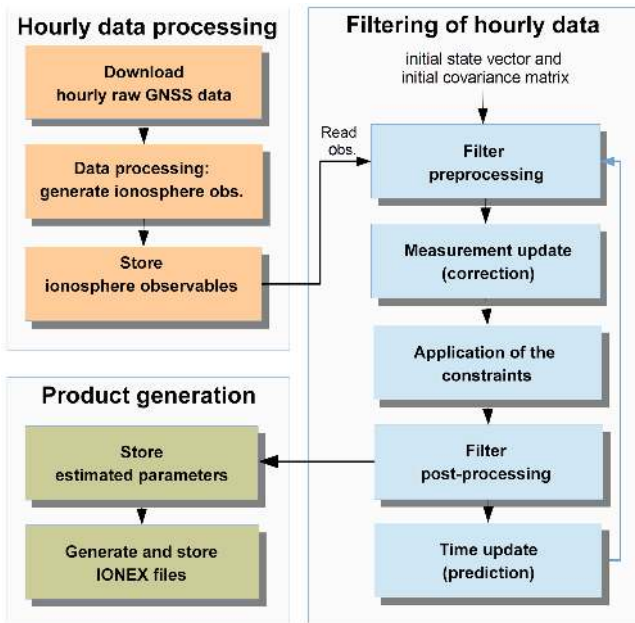 Hourly data processing
Download
hourly raw GNSS data
Data processing:
generate ionosphere obs.
Store
ionosphere observables
Read
obs.
Filtering of hourly data
initial state vector and
initial covariance matrix
Filter
preprocessing
Measurement update
(correction)
Application of the
constraints
Filter
post-processing
Time update
(prediction)
Product generation
Store
estimated parameters
Generate and store
IONEX files